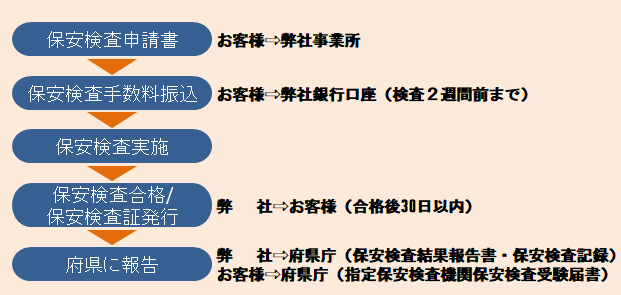 保安検査申請書 お客様⇨弊社事業所
保安検査手数料振込 お客様⇨弊社銀行口座（検査２週間前まで）
保安検査実施
保安検査合格/
保安検査証発行
弊　社⇨お客様（合格後30日以内）
府県に報告
弊　社⇨府県庁（保安検査結果報告書・保安検査記録）
お客様⇨府県庁（指定保安検査機関保安検査受験届書）